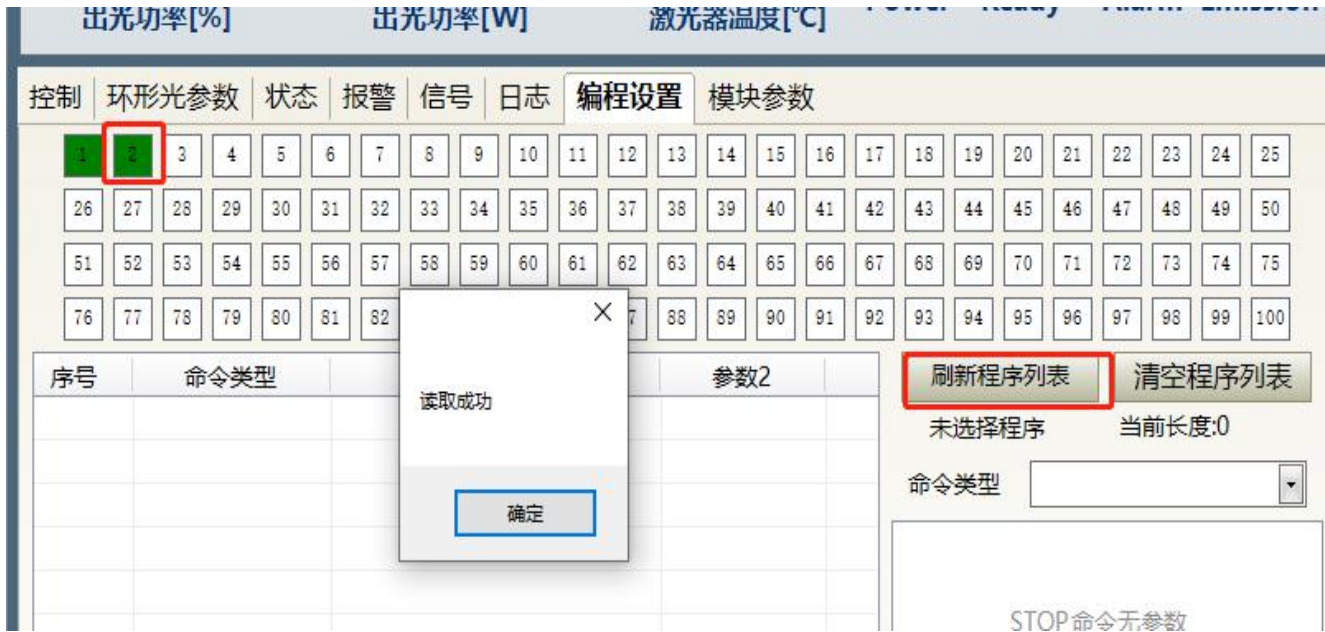 出光功率[%] 出光功率[W] 激光器温度[℃] Power Ready Alarm Emission
控制 环形光参数 状态 报警 信号 日志 编程设置 模块参数
1 2 3 4 5 6 7 8 9 10 11 12 13 14 15 16 17 18 19 20 21 22 23 24 25
26 27 28 29 30 31 32 33 34 35 36 37 38 39 40 41 42 43 44 45 46 47 48 49 50
51 52 53 54 55 56 57 58 59 60 61 62 63 64 65 66 67 68 69 70 71 72 73 74 75
76 77 78 79 80 81 82 7 88 89 90 91 92 93 94 95 96 97 98 99 100
序号 命令类型 参数2 刷新程序列表 清空程序列表
读取成功
未选择程序 当前长度:0
命令类型
确定
STOP命令无参数